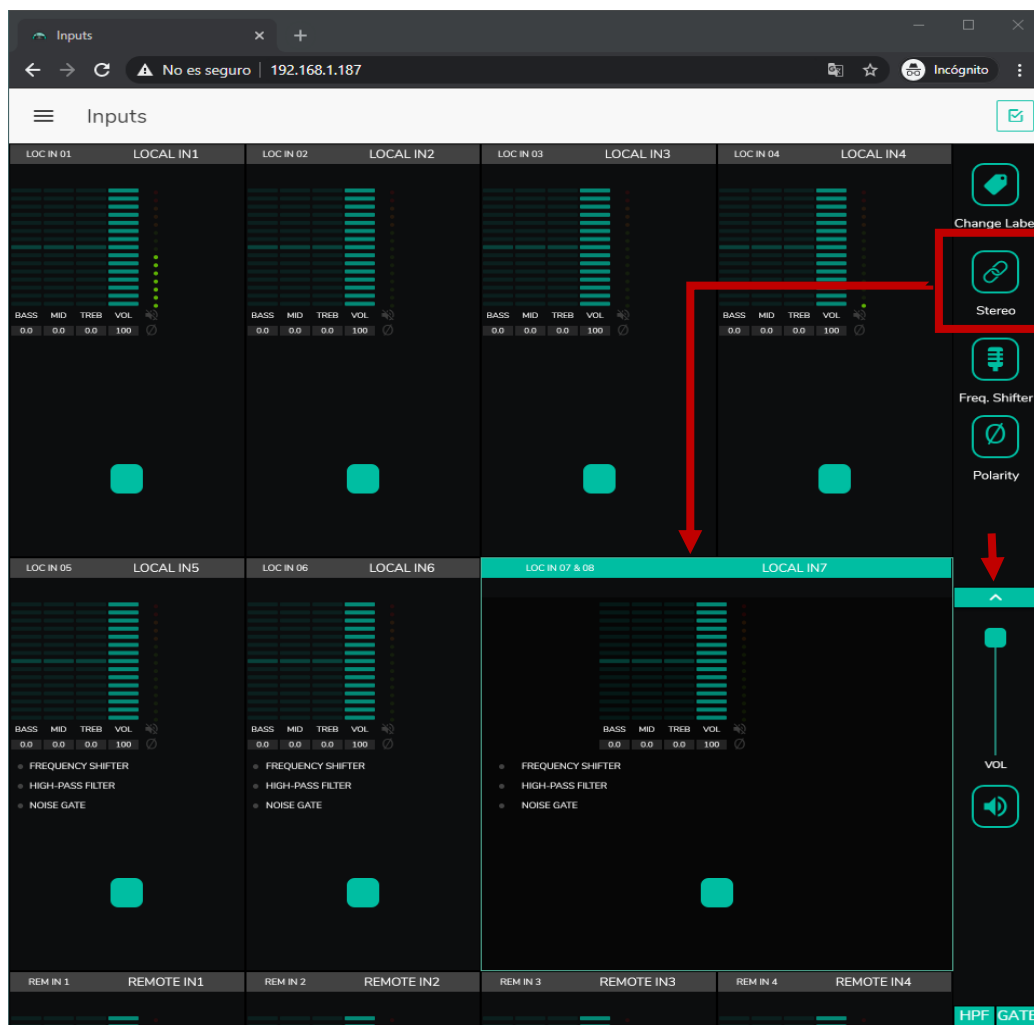 Inputs
No es seguro | 192.168.1.187
Incógnito
Inputs
LOC IN 01 LOCAL IN1
LOC IN 02 LOCAL IN2
LOC IN 03 LOCAL IN3
LOC IN 04 LOCAL IN4
Change Labe
Stereo
Freq. Shifter
Polarity
BASS MID TREB VOL
0.0 0.0 0.0 100
BASS MID TREB VOL
0.0 0.0 0.0 100
BASS MID TREB VOL
0.0 0.0 0.0 100
BASS MID TREB VOL
0.0 0.0 0.0 100
LOC IN 05 LOCAL IN5
LOC IN 06 LOCAL IN6
LOC IN 07 & 08 LOCAL IN7
BASS MID TREB VOL
0.0 0.0 0.0 100
FREQUENCY SHIFTER
HIGH-PASS FILTER
NOISE GATE
BASS MID TREB VOL
0.0 0.0 0.0 100
FREQUENCY SHIFTER
HIGH-PASS FILTER
NOISE GATE
BASS MID TREB VOL
0.0 0.0 0.0 100
FREQUENCY SHIFTER
HIGH-PASS FILTER
NOISE GATE
VOL
REM IN 1 REMOTE IN1
REM IN 2 REMOTE IN2
REM IN 3 REMOTE IN3
REM IN 4 REMOTE IN4
HPF GATE